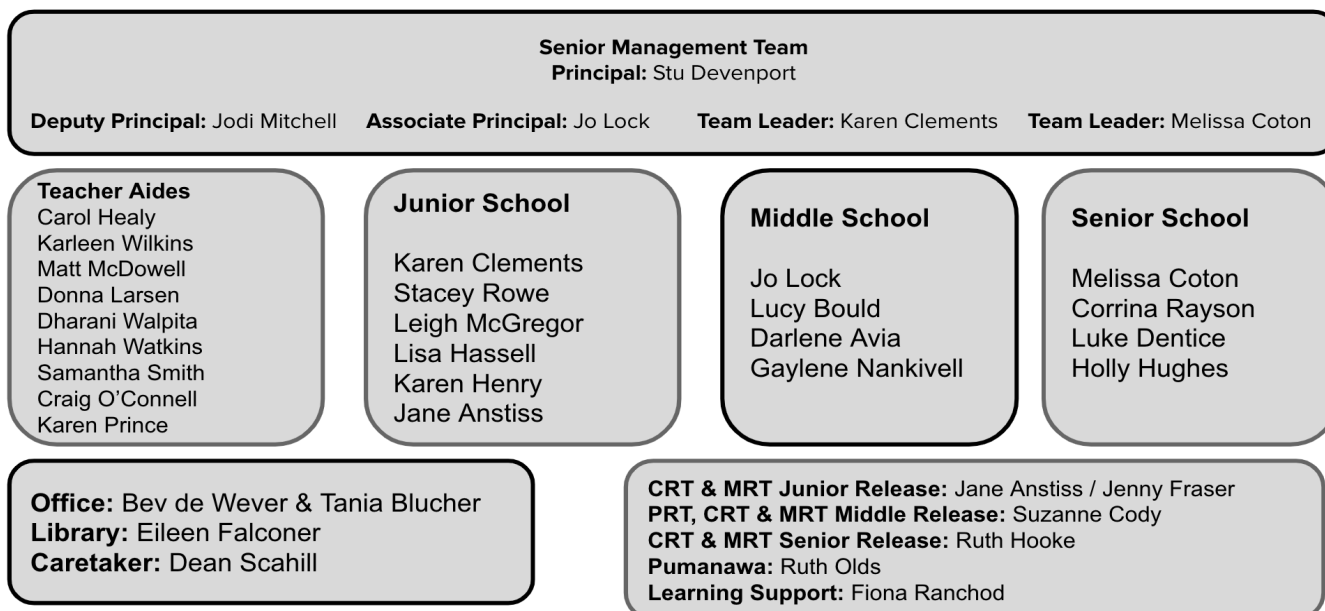 Senior Management Team
Principal: Stu Devenport
Deputy Principal: Jodi Mitchell Associate Principal: Jo Lock Team Leader: Karen Clements Team Leader: Melissa Coton
Teacher Aides
Carol Healy
Karleen Wilkins
Matt McDowell
Donna Larsen
Dharani Walpita
Hannah Watkins
Samantha Smith
Craig O’Connell
Karen Prince
Junior School
Karen Clements
Stacey Rowe
Leigh McGregor
Lisa Hassell
Karen Henry
Jane Anstiss
Middle School
Jo Lock
Lucy Bould
Darlene Avia
Gaylene Nankivell
Senior School
Melissa Coton
Corrina Rayson
Luke Dentice
Holly Hughes
Office: Bev de Wever & Tania Blucher
Library: Eileen Falconer
Caretaker: Dean Scahill
CRT & MRT Junior Release: Jane Anstiss / Jenny Fraser
PRT, CRT & MRT Middle Release: Suzanne Cody
CRT & MRT Senior Release: Ruth Hooke
Pumanawa: Ruth Olds
Learning Support: Fiona Ranchod